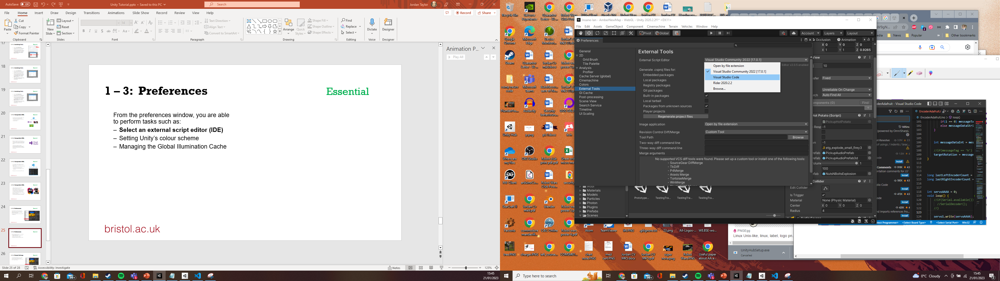 AutoSave Off
Unity Tutorial.pptx • Saved to this PC
Search
Jordan Taylor
File Home Insert Draw Design Transitions Animations Slide Show Record Review View Help
Record
Share
Paste
Cut
Copy
Format Painter
New Slide
Layout
Reset
Section
14
Text Direction
Align Text
Convert to SmartArt
Arrange
Quick Styles
Shape Fill
Shape Outline
Shape Effects
Find
Replace
Select
Dictate
Designer
Clipboard Slides Font Paragraph Drawing Editing Voice Designer
17
18
19
20
21
22
23
24
25
26
1 – 3: Preferences
Essential
From the preferences window, you are able
to perform tasks such as:
– Select an external script editor (IDE)
– Setting Unity's colour scheme
– Managing the Global Illumination Cache
bristol.ac.uk
Animation P...
Play All
Slide 25 of 28
Accessibility: Investigate
Notes
125%
15:45
21/01/2023
Recycle Bin
GeForce Experience
Google Chrome
Microsoft Edge
Device Monitori...
Steam
Guarantor Letter - 30 ...
Jordan Cv mk4.docx
comp neuro code
Microsoft Teams
AutoRecov... save of Ro...
PlunderPos...
Audacity
Security behaviours...
GOG GALA...
Unity Hub
p.png
pic1.docx
itch
Where are my files
OBS Studio
Robot club print pdf.pdf
Sheet ord... micro me...
FAF Client
arduinoCo...
Robot Wars Club Post...
security
StarCraft II
Jordan Cv mk4.pdf
blender
Robot wars poster 3.p...
Factorio
commodore mandevill...
C&C Online
Robot wars poster 4.pdf
Atom
TeamViewer
lift.PNG
.gitignore.txt
23.png
All-Logos-...
W8.BSE-wo...
tree.PNG
charger.PNG
left_course...
COMSM01...
chart note.PNG
med cert.PNG
Jordan CV MK5.docx
Jordan CV MK5.pdf
super nova.png
Robot Wars.PNG
Useful paper about AA a...
Insane-Ian - AmberNewMap - WebGL - Unity 2020.2.2f1* <DX11>
File Edit Assets GameObject Component Cinemachine Terrain Vehicles Window Help
Pivot
Global
Account
Layers
Layout
Preferences
General
2D
Grid Brush
Tile Palette
Analysis
Profiler
Cache Server (global)
Cinemachine
Colors
External Tools
GI Cache
Post-processing
Scene View
Search Service
Timeline
UI Scaling
External Tools
External Script Editor
Visual Studio Community 2022 [17.0.1]
Open by file extension
Visual Studio Community 2022 [17.0.1]
Visual Studio Code
Rider 2020.2.2
Browse...
Editor v2.0.5 enabled
Generate .csproj files for:
Embedded packages
Local packages
Registry packages
Git packages
Built-in packages
Local tarball
Packages from unknown sources
Player projects
Regenerate project files
Image application
Open by file extension
Revision Control Diff/Merge
Custom Tool
Tool Path
Browse
Two-way diff command line
Three-way diff command line
Merge arguments
No supported VCS diff tools were found. Please set up a custom tool or install one of the following tools:
- SourceGear DiffMerge
- TkDiff
- P4Merge
- Araxis Merge
- TortoiseMerge
- WinMerge
Materials
Models
Particles
Photon
Plugins
Prefabs
Scenes
Prototype...
TestingTra...
TestingTra...
TestingTra...
Occlusion
Animation
X 0 Y 0 Z 0
X 1 Y 1 Z 0.9265
View
10
Fixed
Unreliable On Change
Auto Find All
Find
Hot Potato (Script)
PickupHotPotato
-1
-1
etg_explode_small_firey3
PickupAudioPrefab
PickupAudioPrefab3d
1
100
NutsNBoltsExplosion
Collider
Edit Collider
Is Trigger
Material
None (Physic Material)
Center
X 0 Y 0 Z 0
Radius
4
News
Popular
Other bookmarks
EncoderAdafruit.ino > loop()
101 if(i == 0) messageTa
102 else messageDataStri
103 }
104
105
106 int messageDataInt = mes
107
108 //if(messageTag == 'h')
109 targetRotation = message
110 }
111
112
113
114 long lastLeftEncoderCount =
115 long lastRightEncoderCount =
116
117
118 int servoAAAA = 0;
119 void loop() {
120 //if(Serial.available())
121 //SerialDecoder();
122 //}
123
124 servo1.write(servoAAAA);
Install
Install
Install
Install
Install
Install
<Select Board Type>
<Select Serial Port>
Win32
PNGEgg
Linux Unix-like, linux, label, logo pn...
UnityHubSetup.exe
Cancelled
Type here to search
0°C Cloudy
15:45
21/01/2023